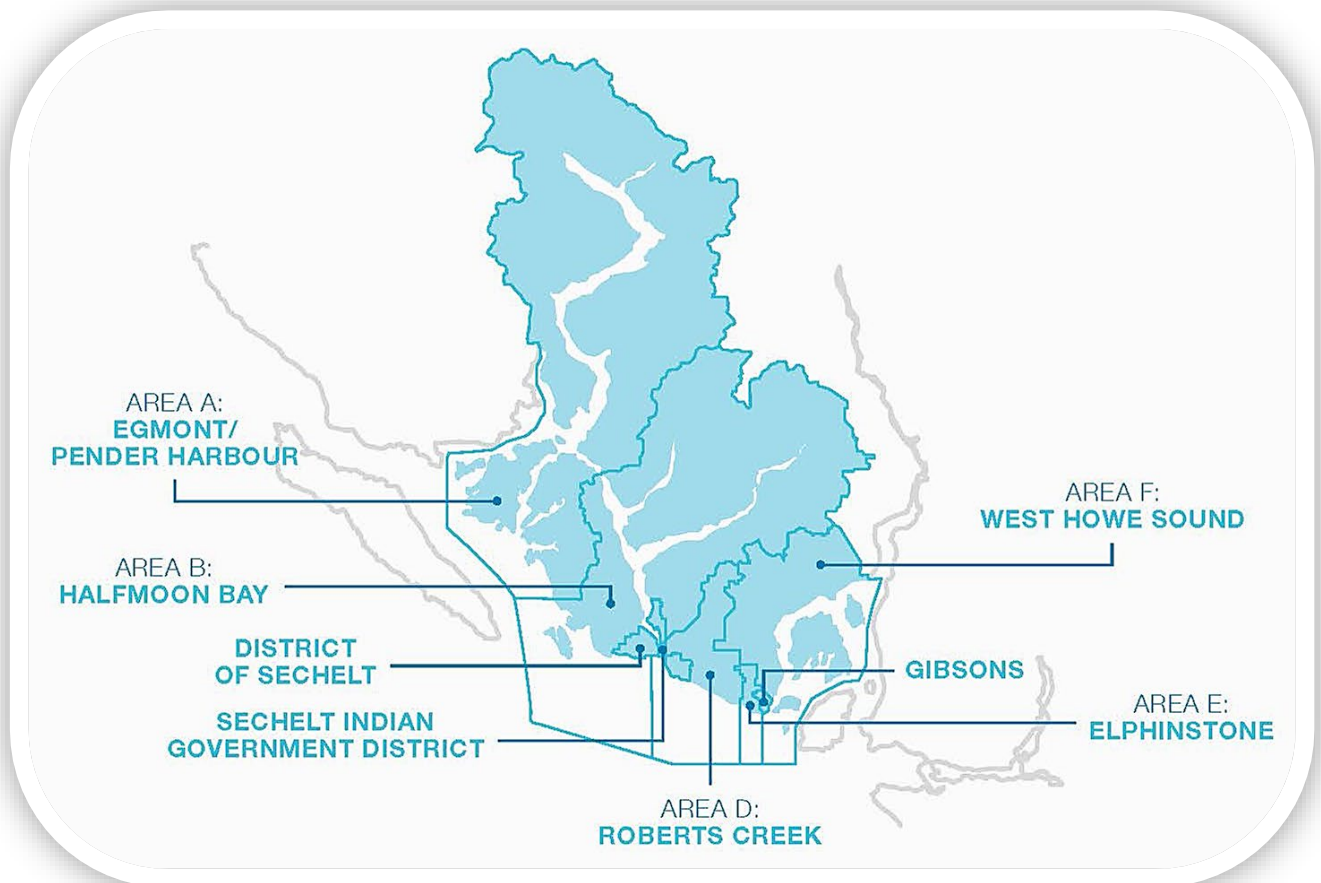 AREA A:
EGMONT/
PENDER HARBOUR
AREA B:
HALFMOON BAY
DISTRICT
OF SECHELT
SECHELT INDIAN
GOVERNMENT DISTRICT
AREA D:
ROBERTS CREEK
AREA F:
WEST HOWE SOUND
GIBSONS
AREA E:
ELPHINSTONE